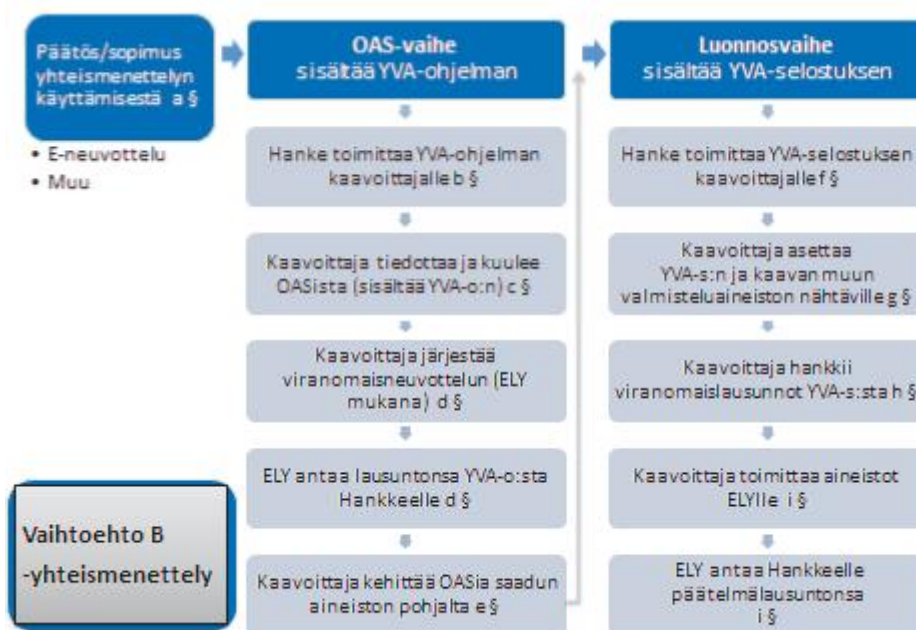 Päätös/sopimus
yhteismenettelyn
käyttämisestä a §
• E-neuvottelu
• Muu
OAS-vaihe
sisältää YVA-ohjelman
Hanke toimittaa YVA-ohjelman
kaavoittajalle b §
Kaavoittaja tiedottaa ja kuulee
OASista (sisältää YVA-o:n) c §
Kaavoittaja järjestää
viranomaisneuvottelun (ELY
mukana) d §
ELY antaa lausuntonsa YVA-o:sta
Hankkeelle d §
Kaavoittaja kehittää OASia saadun
aineiston pohjalta e §
Luonnosvaihe
sisältää YVA-selostuksen
Hanke toimittaa YVA-selostuksen
kaavoittajalle f §
Kaavoittaja asettaa
YVA-s:n ja kaavan muun
valmisteluaineiston nähtäville g §
Kaavoittaja hankkii
viranomaislausunnot YVA-s:sta h §
Kaavoittaja toimittaa aineistot
ELYlle i §
ELY antaa Hankkeelle
päätelmälausuntonsa
i §
Vaihtoehto B
-yhteismenettely